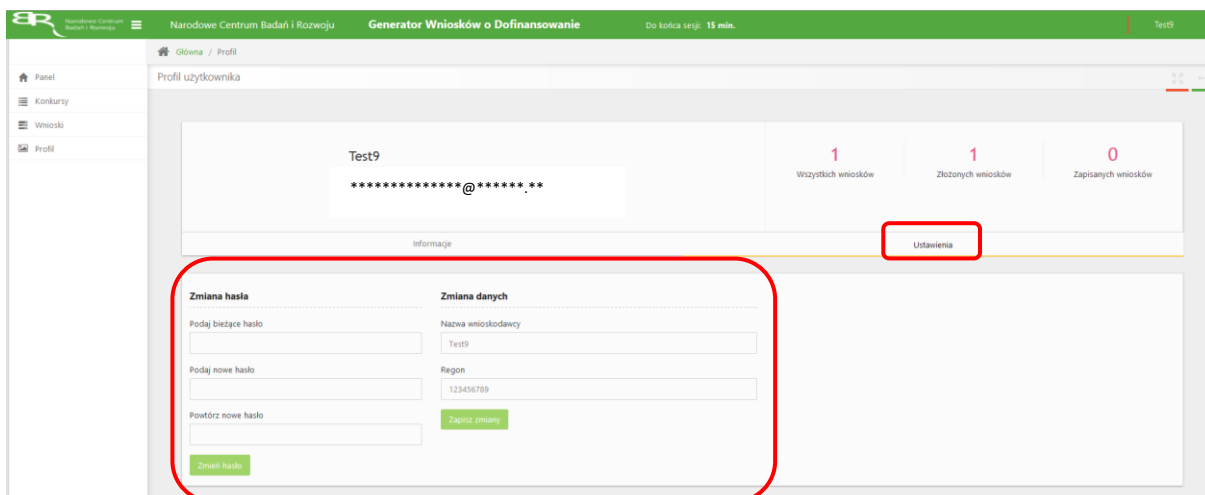 BR Narodowe Centrum
Badań i Rozwoju
Narodowe Centrum Badań i Rozwoju
Generator Wniosków o Dofinansowanie
Do końca sesji: 15 min.
Test9
Główna / Profil
Panel
Konkursy
Wnioski
Profil
Profil użytkownika
Test9
**************@******.**
1
Wszystkich wniosków
1
Złożonych wniosków
0
Zapisanych wniosków
Informacje
Ustawienia
Zmiana hasła
Podaj bieżące hasło
Podaj nowe hasło
Powtórz nowe hasło
Zmień hasło
Zmiana danych
Nazwa wnioskodawcy
Test9
Regon
123456789
Zapisz zmiany